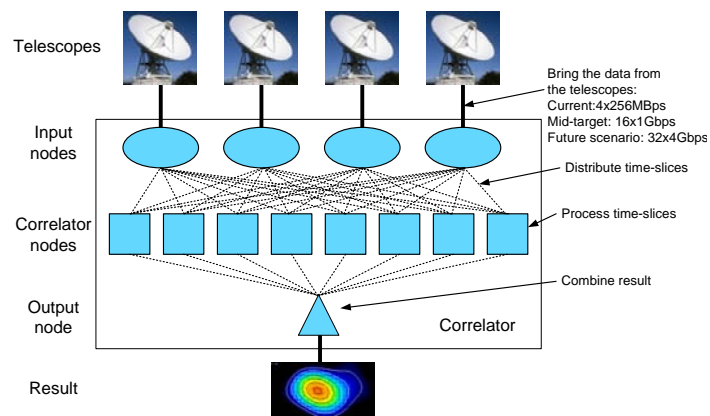 Telescopes
Bring the data from
the telescopes:
Current:4x256MBps
Mid-target: 16x1Gbps
Future scenario: 32x4Gbps
Input
nodes
Distribute time-slices
Correlator
nodes
Process time-slices
Output
node
Combine result
Correlator
Result